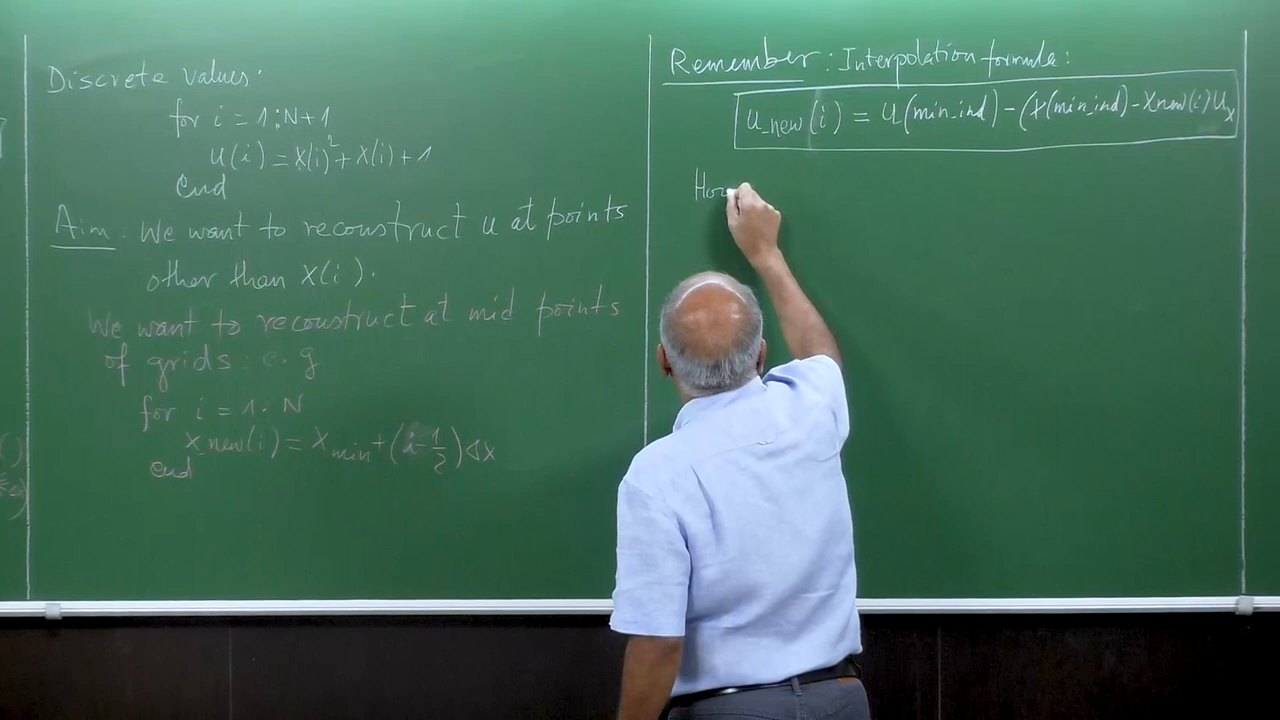 Discrete values:
for i = 1:N+1
u(i) = x(i)²+x(i)+1
end
Aim: We want to reconstruct u at points
other than x(i).
We want to reconstruct at mid points
of grids: e.g
for i = 1:N
x_new(i) = x_min+(i-1/2)Δx
end
Remember: Interpolation formula:
u_new(i) = u(min_ind)-(x(min_ind)-xnew(i)u_x
How